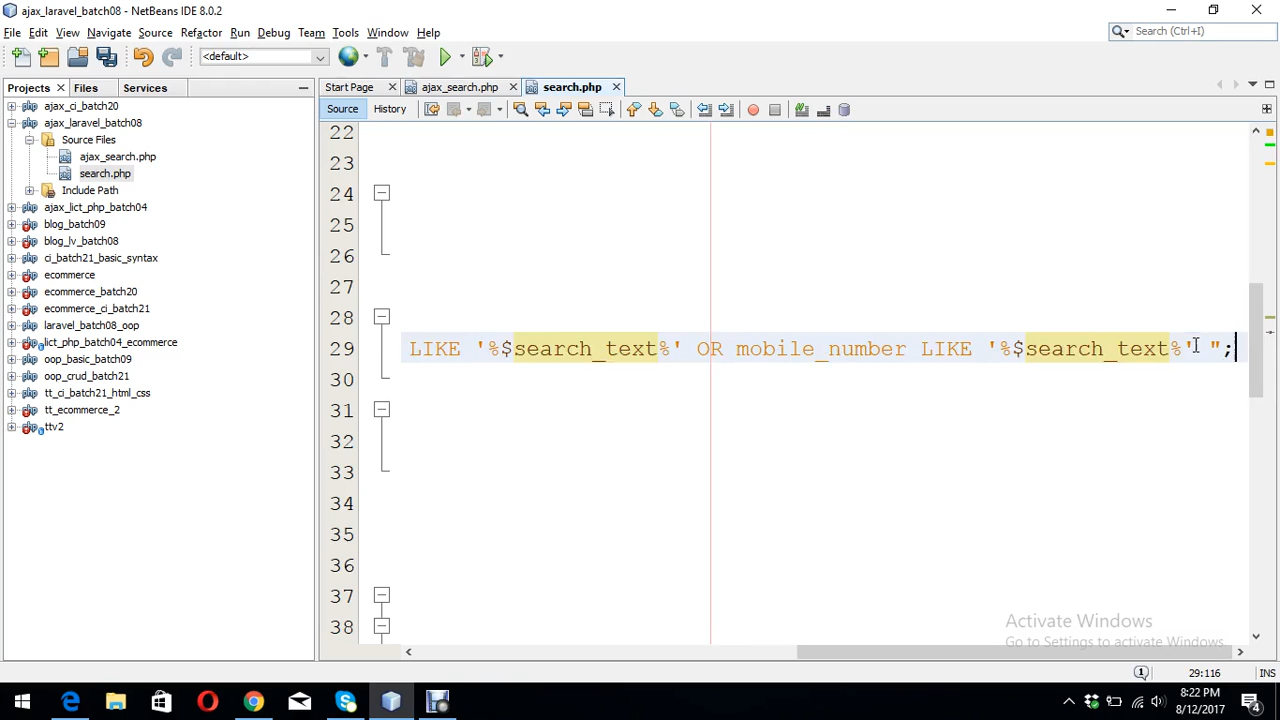 ajax_laravel_batch08 - NetBeans IDE 8.0.2
File Edit View Navigate Source Refactor Run Debug Team Tools Window Help
Search (Ctrl+I)
<default>
Projects Files Services
Start Page ajax_search.php search.php
Source History
ajax_ci_batch20
ajax_laravel_batch08
Source Files
ajax_search.php
search.php
Include Path
ajax_lict_php_batch04
blog_batch09
blog_lv_batch08
ci_batch21_basic_syntax
ecommerce
ecommerce_batch20
ecommerce_ci_batch21
laravel_batch08_oop
lict_php_batch04_ecommerce
oop_basic_batch09
oop_crud_batch21
tt_ci_batch21_html_css
tt_ecommerce_2
ttv2
22
23
24
25
26
27
28
29 LIKE '%$search_text%' OR mobile_number LIKE '%$search_text%' ";
30
31
32
33
34
35
36
37
38
Activate Windows
Go to Settings to activate Windows.
1 29:116 INS
8:22 PM
8/12/2017
4